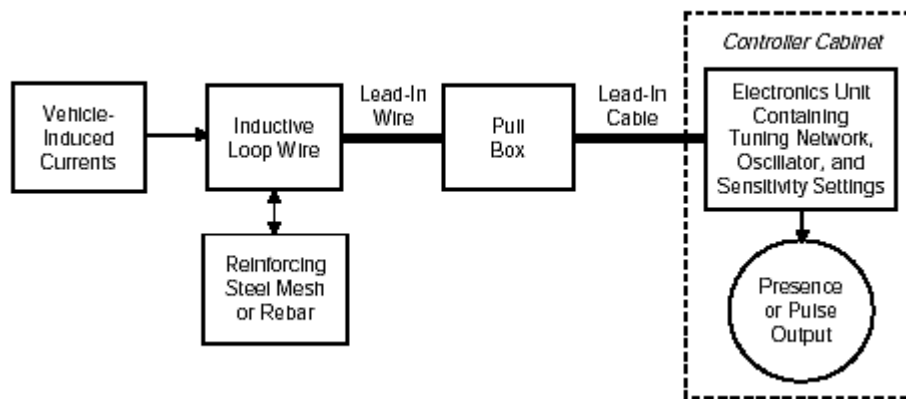 Controller Cabinet
Vehicle-
Induced
Currents
Inductive
Loop Wire
Lead-In
Wire
Pull
Box
Lead-In
Cable
Electronics Unit
Containing
Tuning Network,
Oscillator, and
Sensitivity Settings
Reinforcing
Steel Mesh
or Rebar
Presence
or Pulse
Output